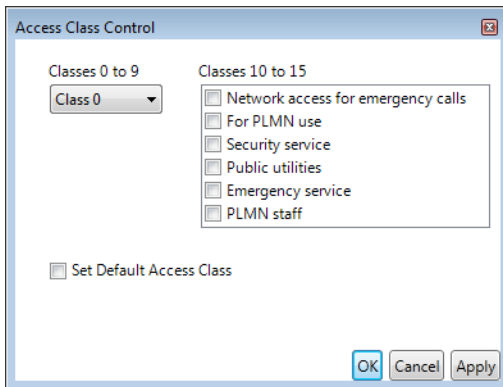 Access Class Control
Classes 0 to 9
Class 0
Classes 10 to 15
Network access for emergency calls
For PLMN use
Security service
Public utilities
Emergency service
PLMN staff
Set Default Access Class
OK Cancel Apply